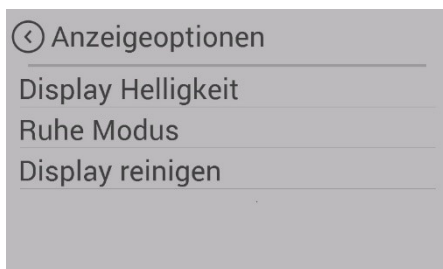 Anzeigeoptionen
Display Helligkeit
Ruhe Modus
Display reinigen